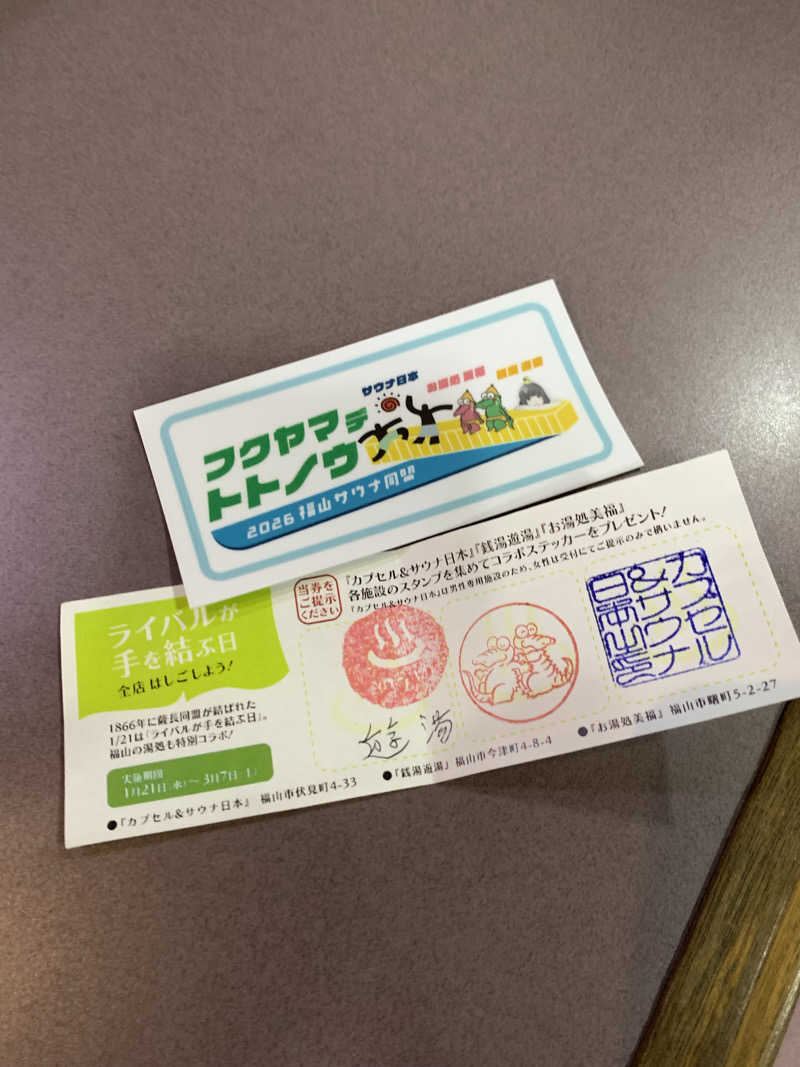 サウナ日本
お湯処 美福
銭湯 遊湯
フクヤマデ
トトノウ
2026 福山サウナ同盟
ライバルが
手を結ぶ日
全店 はしごしよう！
1866年に薩長同盟が結ばれた
1/21は『ライバルが手を結ぶ日』。
福山の湯処も特別コラボ！
実施期間
1月21日(水)〜3月7日(土)
当券を
ご提示
ください
『カプセル&サウナ日本』『銭湯遊湯』『お湯処美福』
各施設のスタンプを集めてコラボステッカーをプレゼント！
『カプセル&サウナ日本』は男性専用施設のため、女性は受付にてご提示のみで構いません。
遊湯
カプセル
&サウナ
日本
●『カプセル&サウナ日本』 福山市伏見町4-33
●『銭湯遊湯』 福山市今津町4-8-4
●『お湯処美福』 福山市曙町5-2-27